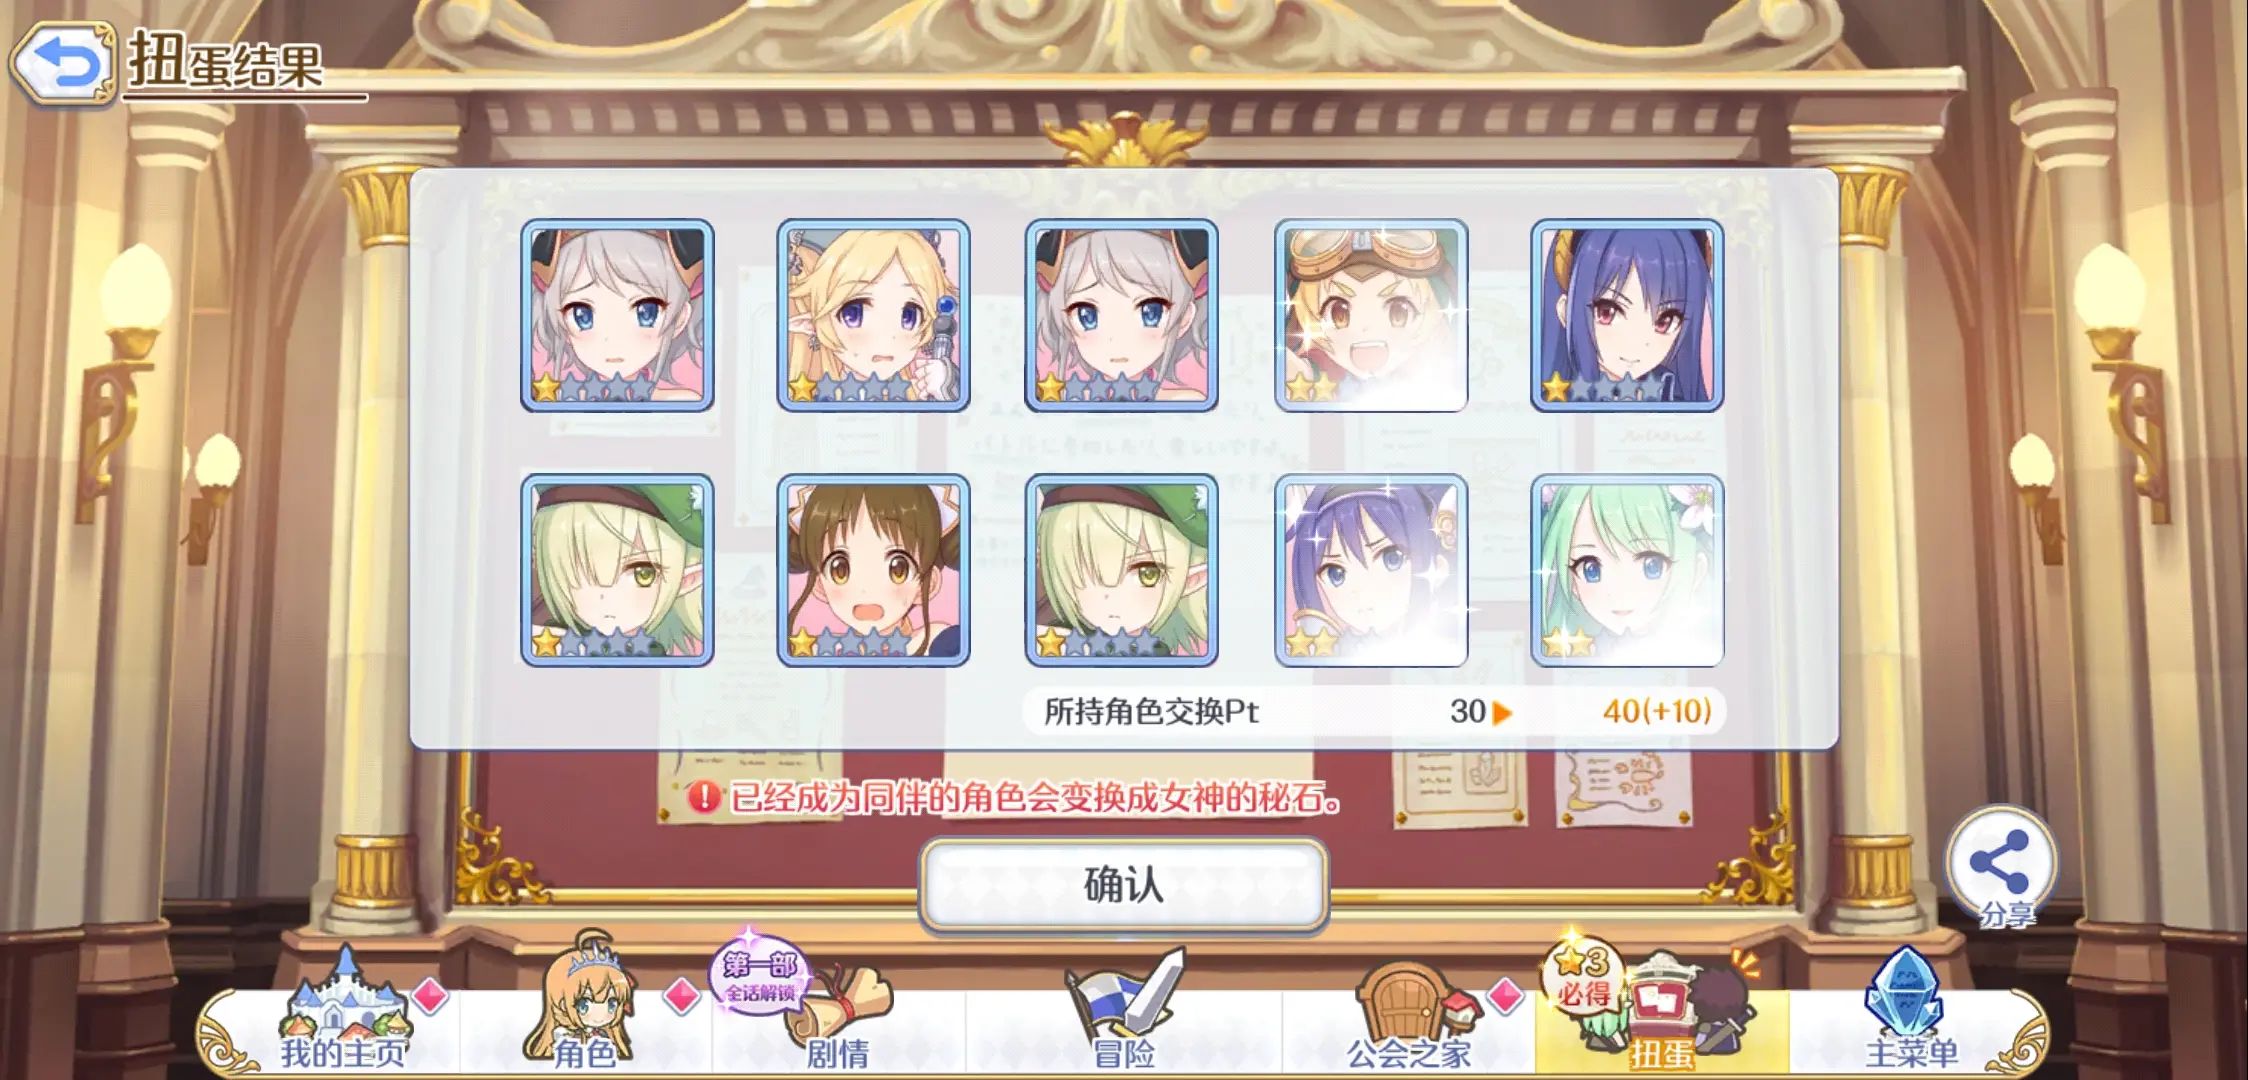 扭蛋结果
所持角色交换Pt 30 40(+10)
已经成为同伴的角色会变换成女神的秘石。
确认
分享
第一部
全话解锁
3
必得
我的主页
角色
剧情
冒险
公会之家
扭蛋
主菜单